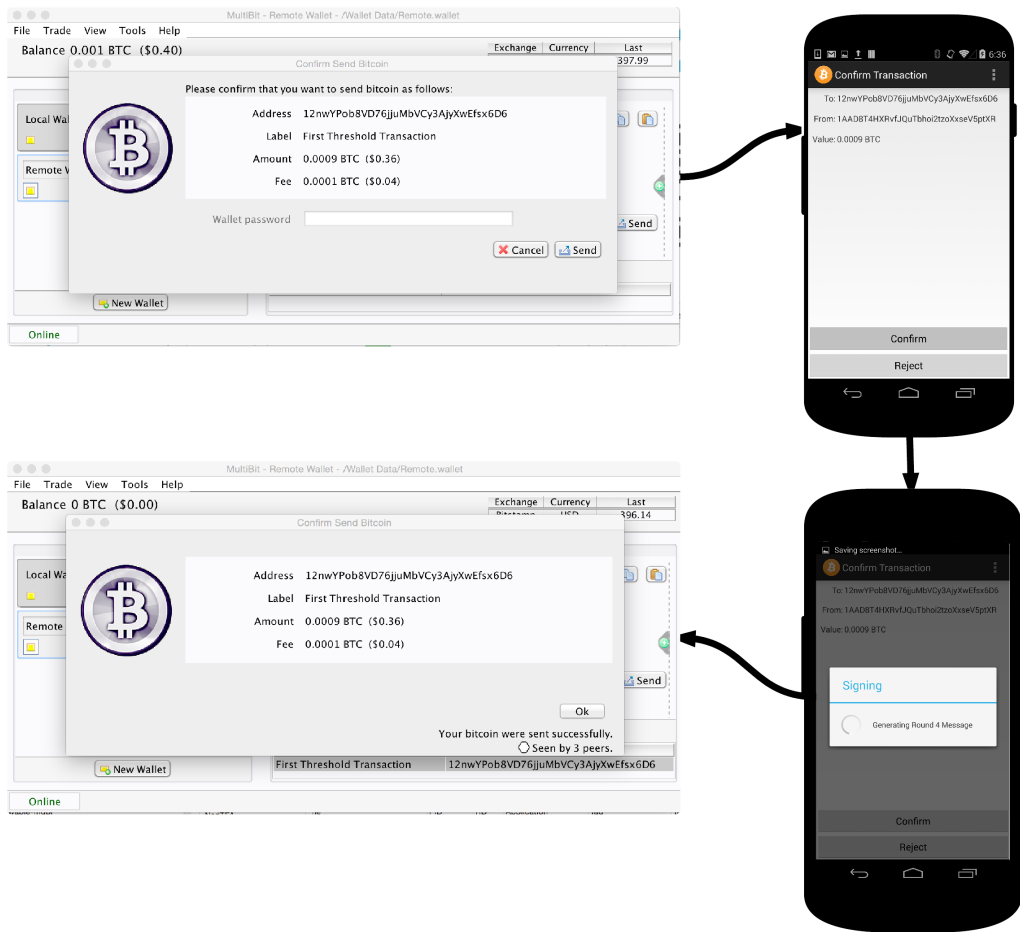 MultiBit - Remote Wallet - /Wallet Data/Remote.wallet
File Trade View Tools Help
Balance 0.001 BTC ($0.40)
Exchange Currency Last
397.99
Confirm Send Bitcoin
Please confirm that you want to send bitcoin as follows:
Address 12nwYPob8VD76jjuMbVCy3AjyXwEfsx6D6
Label First Threshold Transaction
Amount 0.0009 BTC ($0.36)
Fee 0.0001 BTC ($0.04)
Local Wal
Remote
Wallet password
Send
Cancel Send
New Wallet
Online
6:36
Confirm Transaction
To: 12nwYPob8VD76jjuMbVCy3AjyXwEfsx6D6
From: 1AAD8T4HXRvfJQuTbhoi2tzoXxseV5ptXR
Value: 0.0009 BTC
Confirm
Reject
MultiBit - Remote Wallet - /Wallet Data/Remote.wallet
File Trade View Tools Help
Balance 0 BTC ($0.00)
Exchange Currency Last
Bitstamp USD 396.14
Confirm Send Bitcoin
Address 12nwYPob8VD76jjuMbVCy3AjyXwEfsx6D6
Label First Threshold Transaction
Amount 0.0009 BTC ($0.36)
Fee 0.0001 BTC ($0.04)
Local Wa
Remote
Send
Ok
Your bitcoin were sent successfully.
Seen by 3 peers.
First Threshold Transaction 12nwYPob8VD76jjuMbVCy3AjyXwEfsx6D6
New Wallet
Online
Saving screenshot...
Confirm Transaction
To: 12nwYPob8VD76jjuMbVCy3AjyXwEfsx6D6
From: 1AAD8T4HXRvfJQuTbhoi2tzoXxseV5ptXR
Value: 0.0009 BTC
Signing
Generating Round 4 Message
Confirm
Reject